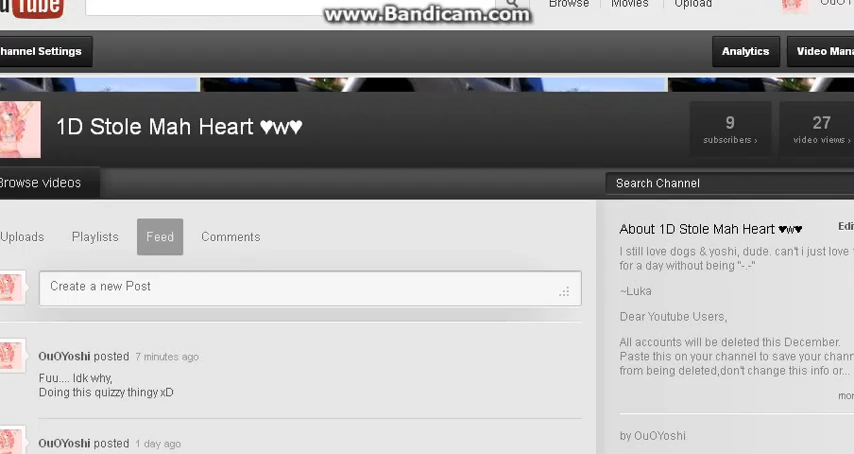 www.Bandicam.com
Tube
Browse Movies Upload
hannel Settings
Analytics Video Mana
1D Stole Mah Heart ♥w♥
9 27
subscribers › video views ›
Browse videos
Search Channel
Uploads Playlists Feed Comments
Create a new Post
OuOYoshi posted 7 minutes ago
Fuu.... Idk why,
Doing this quizzy thingy xD
OuOYoshi posted 1 day ago
About 1D Stole Mah Heart ♥w♥ Edi
I still love dogs & yoshi, dude. can't i just love
for a day without being "-.-"
~Luka
Dear Youtube Users,
All accounts will be deleted this December.
Paste this on your channel to save your chann
from being deleted,don't change this info or...
mor
by OuOYoshi